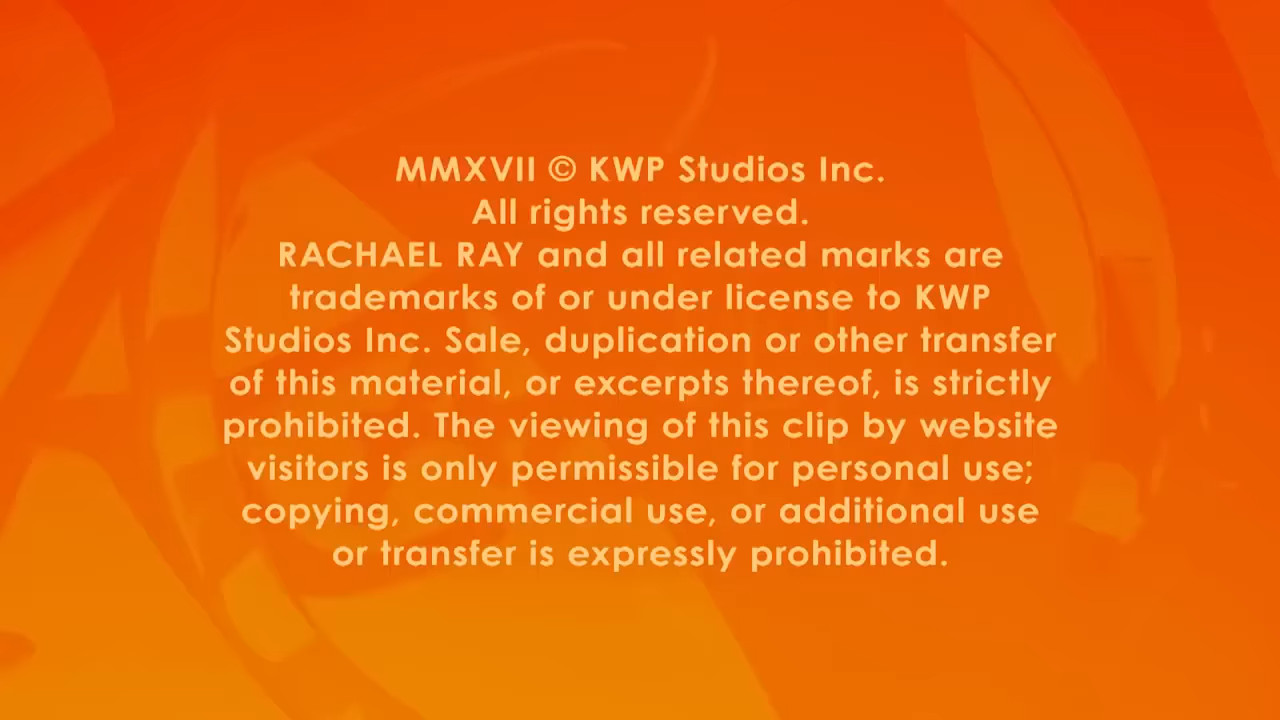 MMXVII © KWP Studios Inc.
All rights reserved.
RACHAEL RAY and all related marks are
trademarks of or under license to KWP
Studios Inc. Sale, duplication or other transfer
of this material, or excerpts thereof, is strictly
prohibited. The viewing of this clip by website
visitors is only permissible for personal use;
copying, commercial use, or additional use
or transfer is expressly prohibited.